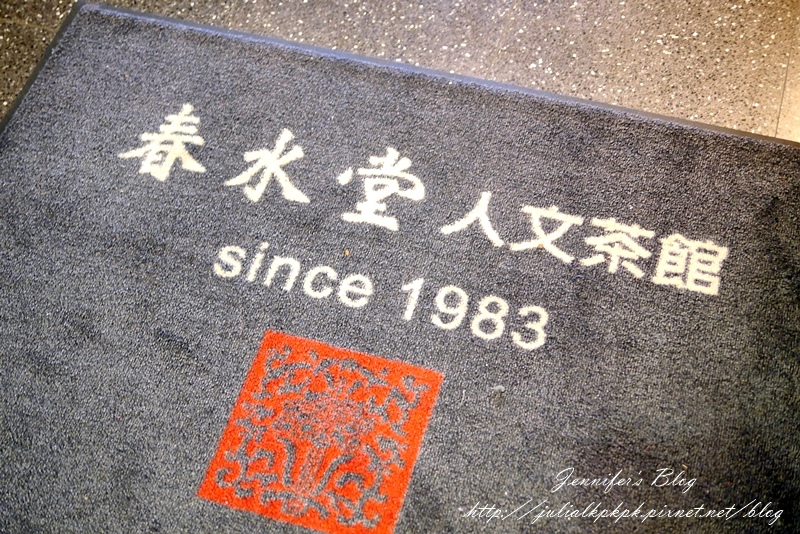 春水堂 人文茶館
since 1983
Jennifer's Blog
http://julialkpkpk.pixnet.net/blog